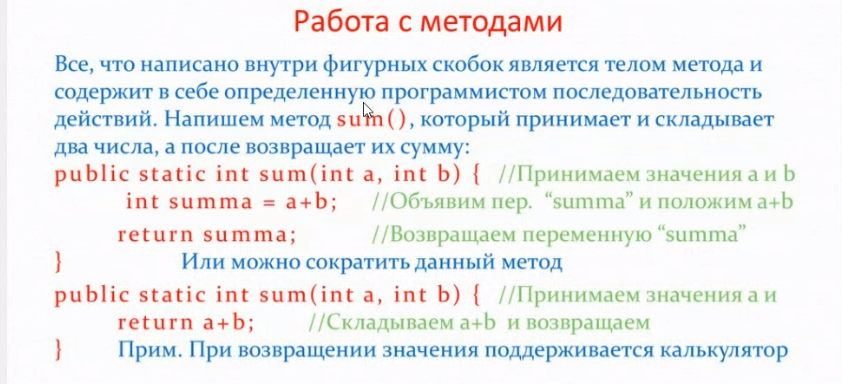 Работа с методами
Все, что написано внутри фигурных скобок является телом метода и
содержит в себе определенную программистом последовательность
действий. Напишем метод sum(), который принимает и складывает
два числа, а после возвращает их сумму:
public static int sum(int a, int b) { //Принимаем значения a и b
int summa = a+b; //Объявим пер. “summa” и положим a+b
return summa; //Возвращаем переменную “summa”
} Или можно сократить данный метод
public static int sum(int a, int b) { //Принимаем значения a и
return a+b; //Складываем a+b и возвращаем
} Прим. При возвращении значения поддерживается калькулятор